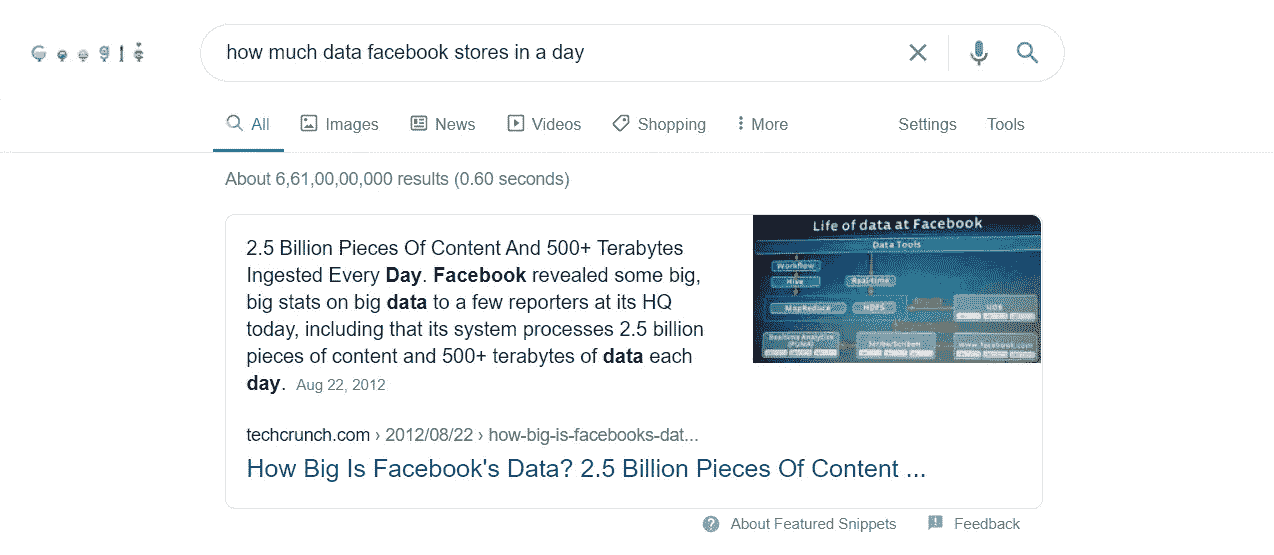 Google
how much data facebook stores in a day
All Images News Videos Shopping More Settings Tools
About 6,61,00,00,000 results (0.60 seconds)
2.5 Billion Pieces Of Content And 500+ Terabytes
Ingested Every Day. Facebook revealed some big,
big stats on big data to a few reporters at its HQ
today, including that its system processes 2.5 billion
pieces of content and 500+ terabytes of data each
day. Aug 22, 2012
Life of data at Facebook
Data Tools
Workflow
Hive
Realtime
MapReduce
HDFS
www.facebook.com
techcrunch.com › 2012/08/22 › how-big-is-facebooks-dat...
How Big Is Facebook's Data? 2.5 Billion Pieces Of Content ...
About Featured Snippets Feedback